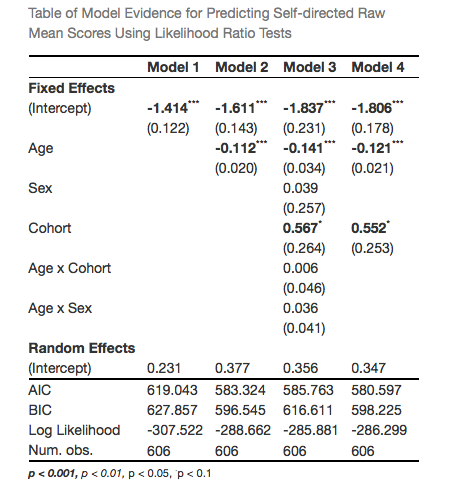 Table of Model Evidence for Predicting Self-directed Raw
Mean Scores Using Likelihood Ratio Tests
Model 1 Model 2 Model 3 Model 4
Fixed Effects
(Intercept) -1.414*** -1.611*** -1.837*** -1.806***
(0.122) (0.143) (0.231) (0.178)
Age -0.112*** -0.141*** -0.121***
(0.020) (0.034) (0.021)
Sex 0.039
(0.257)
Cohort 0.567* 0.552*
(0.264) (0.253)
Age x Cohort 0.006
(0.046)
Age x Sex 0.036
(0.041)
Random Effects
(Intercept) 0.231 0.377 0.356 0.347
AIC 619.043 583.324 585.763 580.597
BIC 627.857 596.545 616.611 598.225
Log Likelihood -307.522 -288.662 -285.881 -286.299
Num. obs. 606 606 606 606
p < 0.001, p < 0.01, p < 0.05, ·p < 0.1